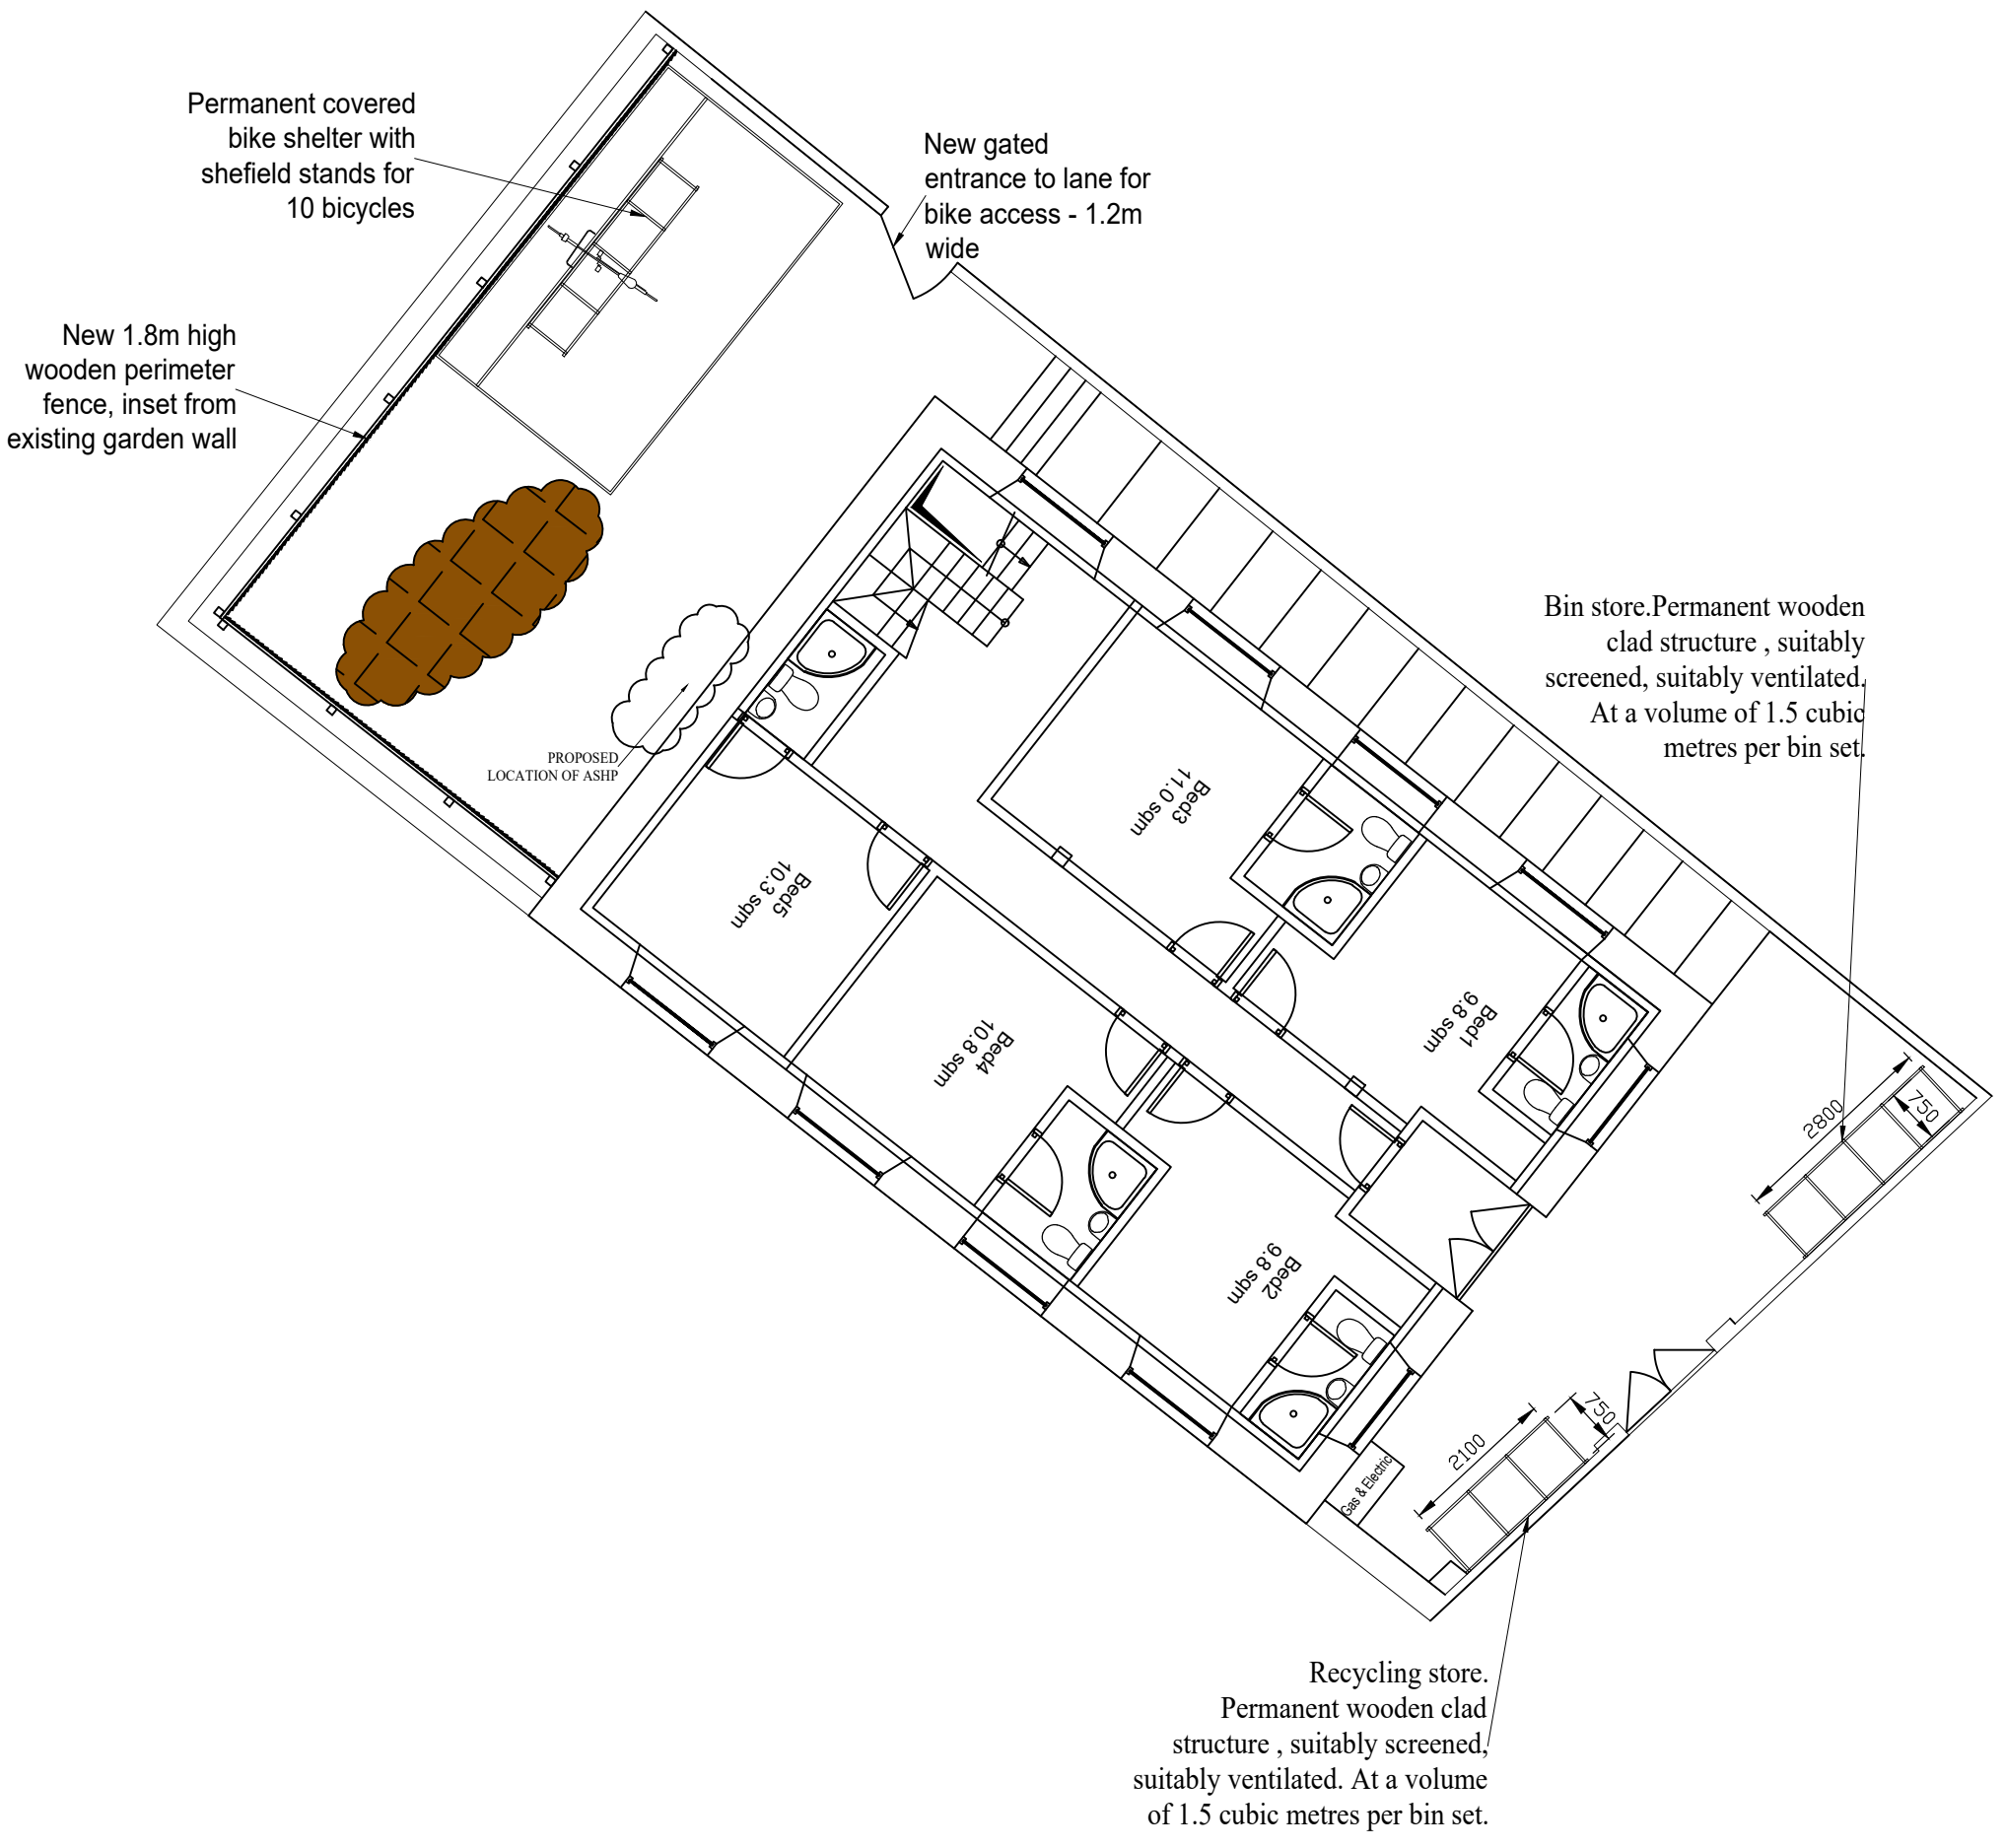 Permanent covered
bike shelter with
shefield stands for
10 bicycles
New gated
entrance to lane for
bike access - 1.2m
wide
New 1.8m high
wooden perimeter
fence, inset from
existing garden wall
Bin store.Permanent wooden
clad structure , suitably
screened, suitably ventilated.
At a volume of 1.5 cubic
metres per bin set.
PROPOSED
LOCATION OF ASHP
Bed3
11.0 sqm
Bed5
10.3 sqm
Bed4
10.8 sqm
Bed1
9.8 sqm
Bed2
9.8 sqm
2800
750
2100
750
Gas & Electric
Recycling store.
Permanent wooden clad
structure , suitably screened,
suitably ventilated. At a volume
of 1.5 cubic metres per bin set.